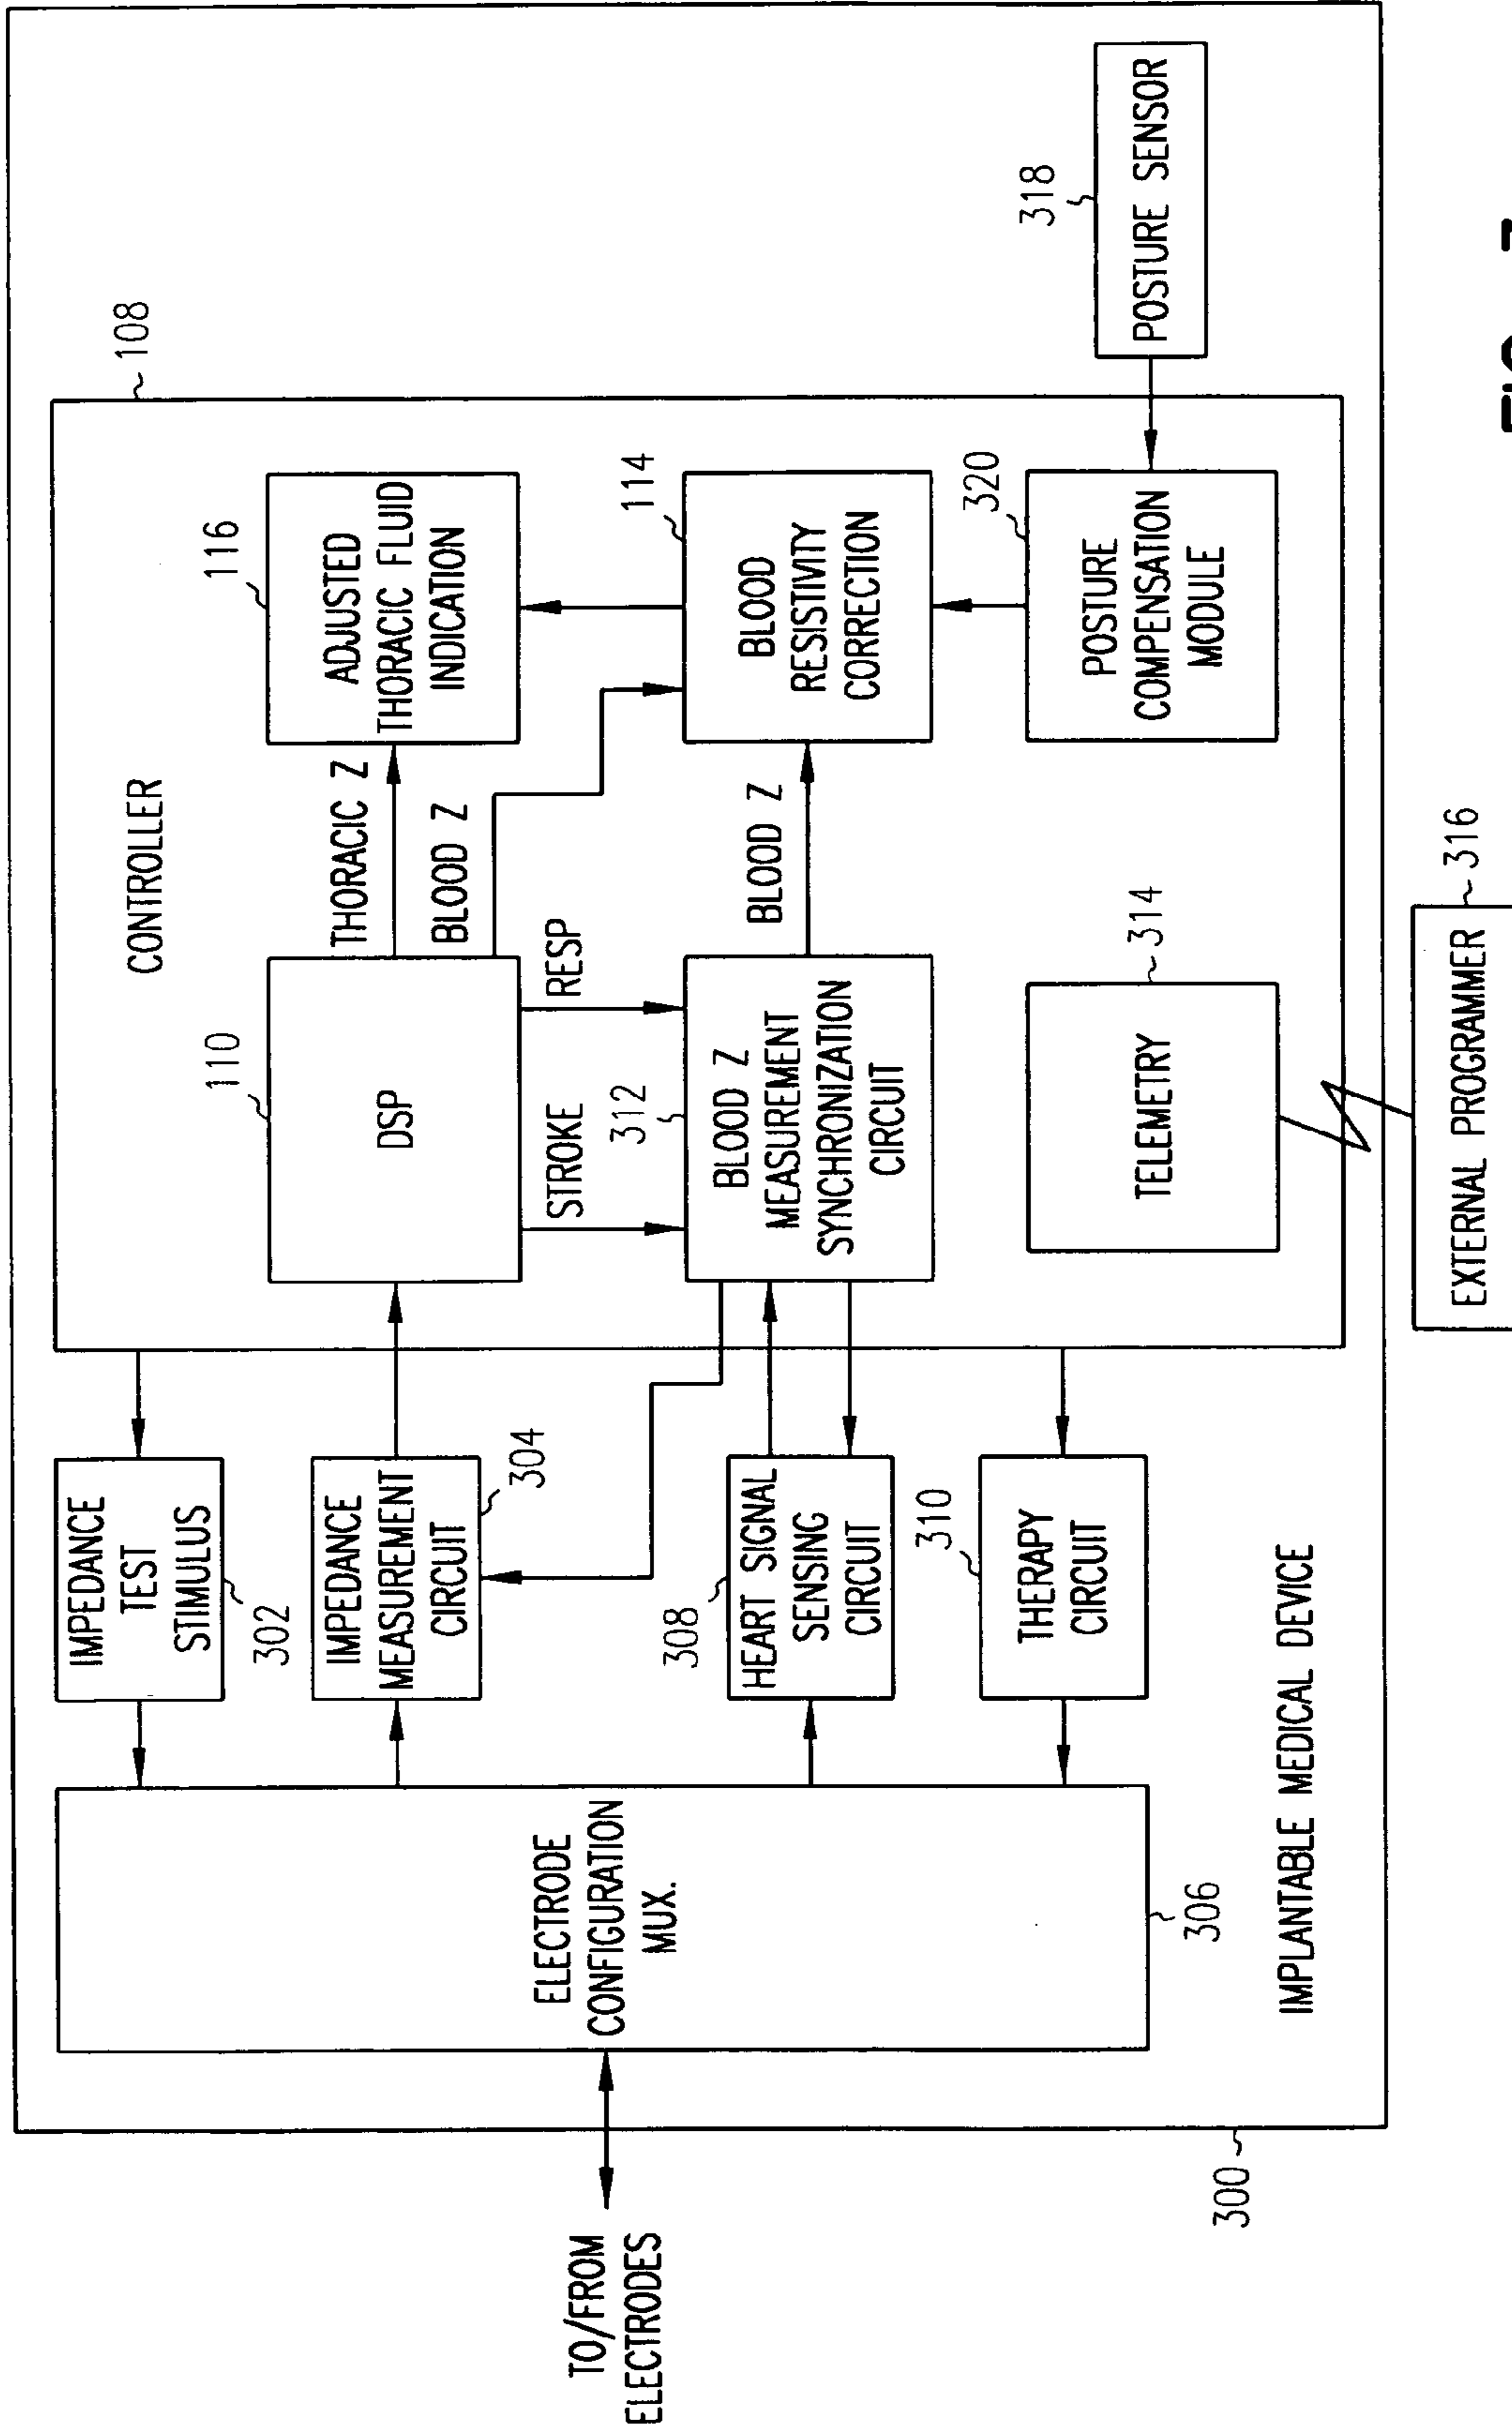 TO/FROM
ELECTRODES
300
ELECTRODE
CONFIGURATION
MUX.
306
IMPLANTABLE MEDICAL DEVICE
IMPEDANCE
TEST
STIMULUS
302
IMPEDANCE
MEASUREMENT
CIRCUIT
304
HEART SIGNAL
SENSING
CIRCUIT
308
THERAPY
CIRCUIT
310
CONTROLLER
108
DSP
110
THORACIC Z
BLOOD Z
STROKE
RESP
312
BLOOD Z
MEASUREMENT
SYNCHRONIZATION
CIRCUIT
BLOOD Z
TELEMETRY
314
EXTERNAL PROGRAMMER
316
ADJUSTED
THORACIC FLUID
INDICATION
116
BLOOD
RESISTIVITY
CORRECTION
114
POSTURE
COMPENSATION
MODULE
320
POSTURE SENSOR
318